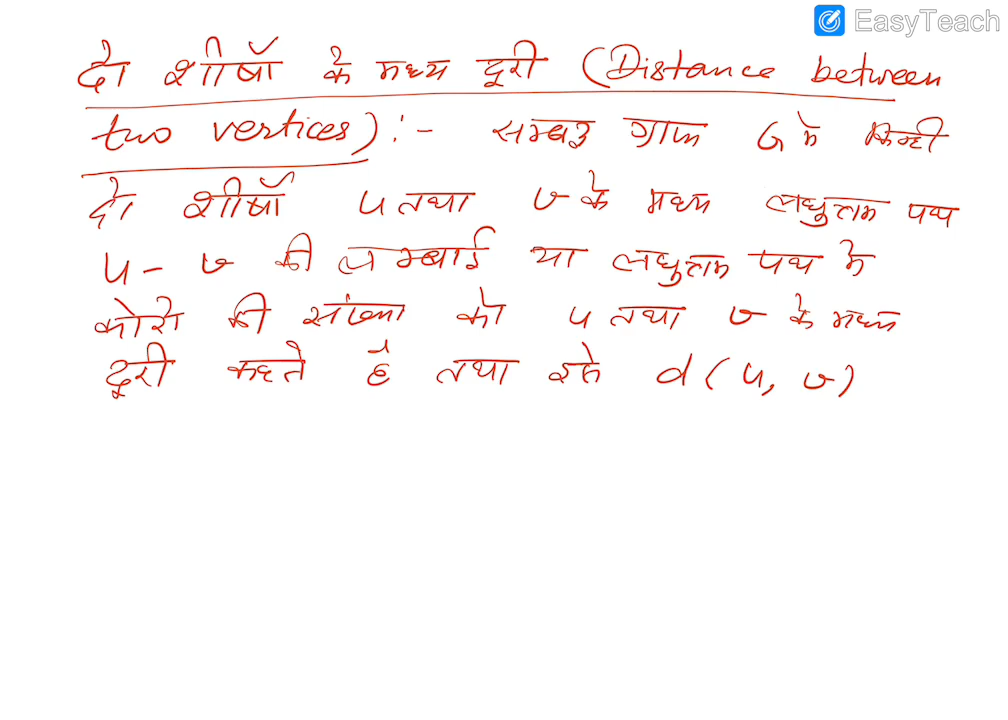 EasyTeach
दो शीर्षों के मध्य दूरी (Distance between
two vertices) :- सम्बद्ध ग्राफ G के किन्ही
दो शीर्षों u तथा v के मध्य लघुत्तम पथ
u - v की लम्बाई या लघुत्तम पथ के
कोरों की संख्या को u तथा v के मध्य
दूरी कहते है तथा इसे d(u, v)